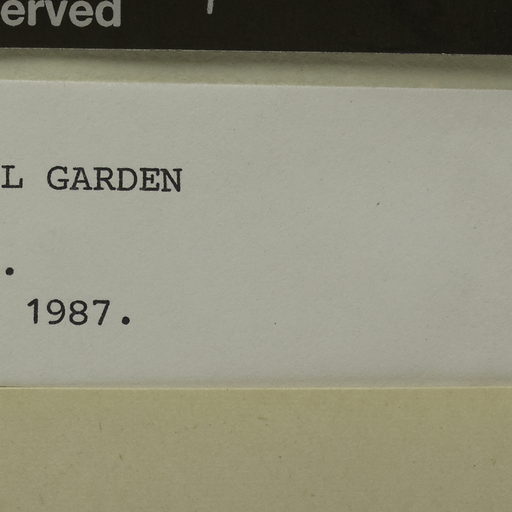 erved
L GARDEN
.
1987.